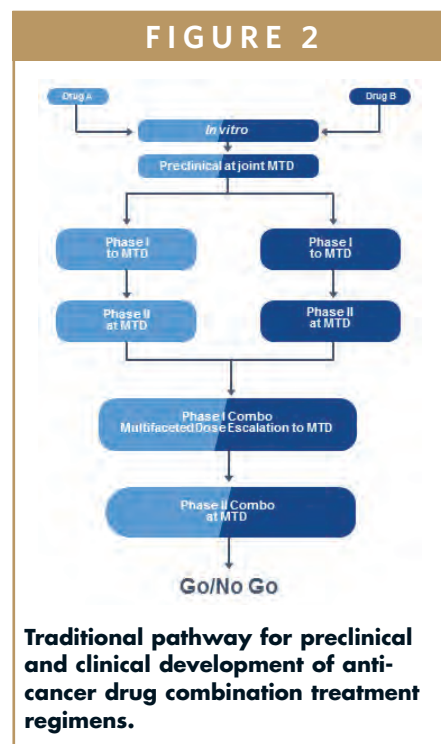 FIGURE 2
Drug A
Drug B
In vitro
Preclinical at joint MTD
Phase I
to MTD
Phase I
to MTD
Phase II
at MTD
Phase II
at MTD
Phase I Combo
Multifaceted Dose Escalation to MTD
Phase II Combo
at MTD
Go/No Go
Traditional pathway for preclinical
and clinical development of anti-
cancer drug combination treatment
regimens.